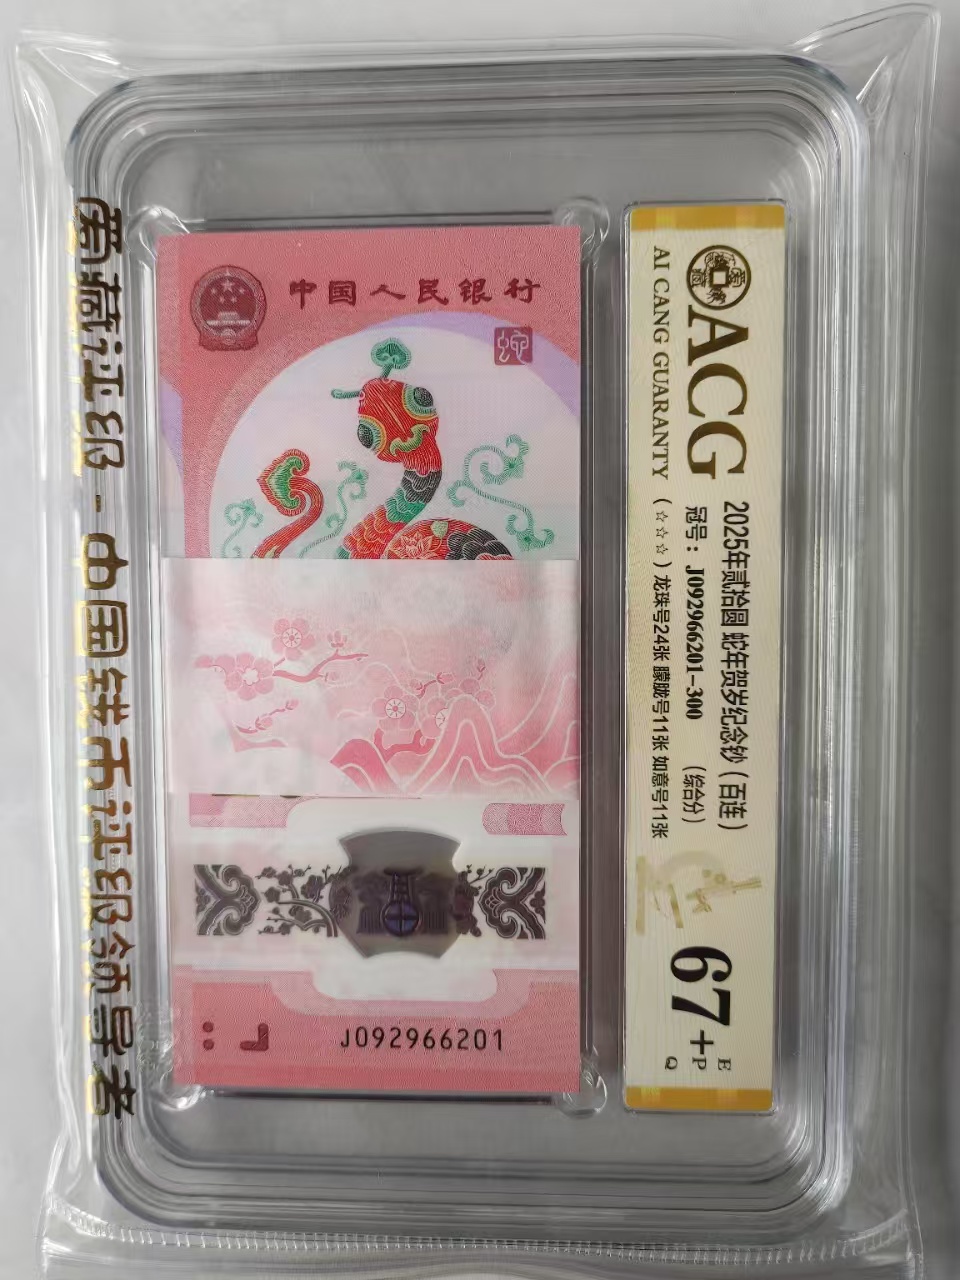 爱藏评级-中国钱币评级领导者
中国人民银行
蛇
J092966201
ACG
AI CANG GUARANTY
2025年贰拾圆 蛇年贺岁纪念钞（百连）
冠号：J092966201-300 （综合分）
（☆☆☆）龙珠号24张 朦胧号11张 如意号11张
67+
E
P
Q